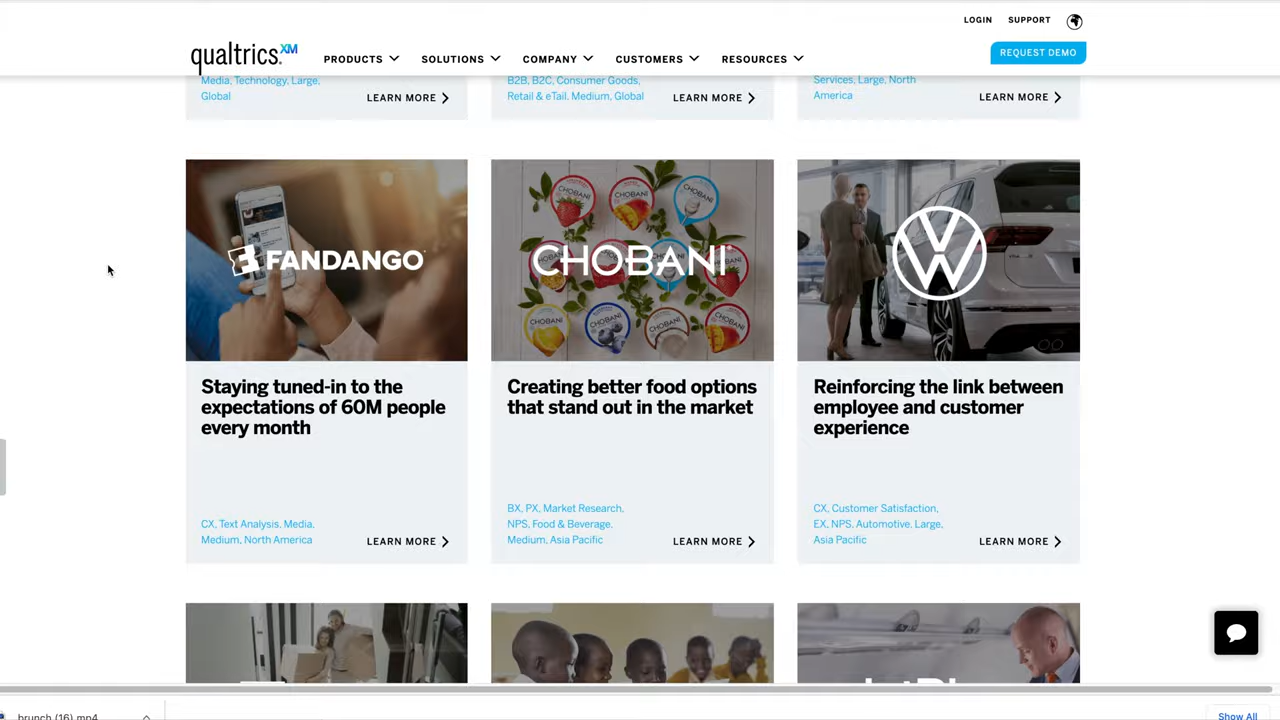 LOGIN SUPPORT
qualtrics.XM PRODUCTS SOLUTIONS COMPANY CUSTOMERS RESOURCES REQUEST DEMO
Media, Technology, Large,
Global
LEARN MORE
B2B, B2C, Consumer Goods,
Retail & eTail, Medium, Global
LEARN MORE
Services, Large, North
America
LEARN MORE
FANDANGO
Staying tuned-in to the
expectations of 60M people
every month
CX, Text Analysis, Media,
Medium, North America
LEARN MORE
CHOBANI
CHOBANI
CHOBANI
CHOBANI
CHOBANI
Creating better food options
that stand out in the market
BX, PX, Market Research,
NPS, Food & Beverage,
Medium, Asia Pacific
LEARN MORE
VW
Reinforcing the link between
employee and customer
experience
CX, Customer Satisfaction,
EX, NPS, Automotive, Large,
Asia Pacific
LEARN MORE
brunch (16).mp4
Show All